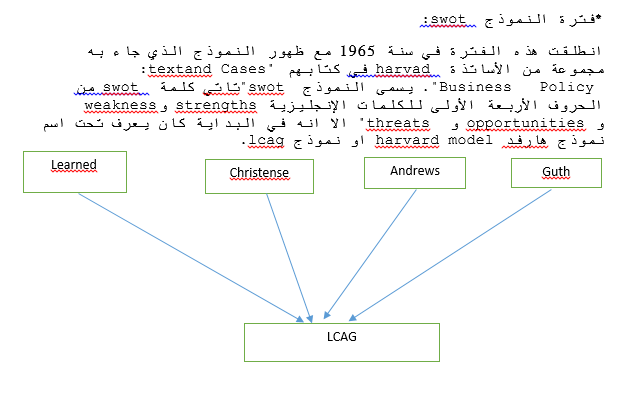 *فترة النموذج swot:
انطلقت هذه الفترة في سنة 1965 مع ظهور النموذج الذي جاء به
مجموعة من الأساتذة harvad في كتابهم "textand Cases:
Business Policy". يسمى النموذج swot"تاتي كلمة swot من
الحروف الأربعة الأولى للكلمات الإنجليزية strengths وweakness
و opportunities و threats" الا انه في البداية كان يعرف تحت اسم
نموذج هارفد harvard model او نموذج lcag.
Learned
Christense
Andrews
Guth
LCAG